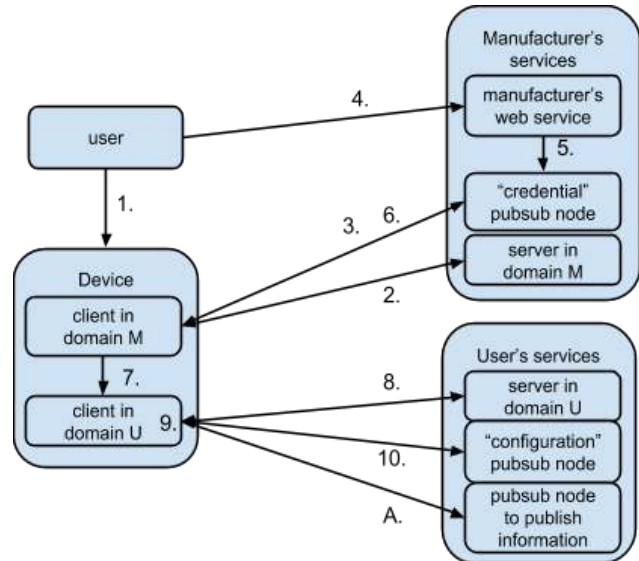 Manufacturer's
services
manufacturer's
web service
4.
user
5.
1.
"credential"
pubsub node
3.
6.
server in
domain M
2.
Device
client in
domain M
7.
client in
domain U
9.
User's services
8.
server in
domain U
"configuration"
pubsub node
10.
pubsub node
to publish
information
A.